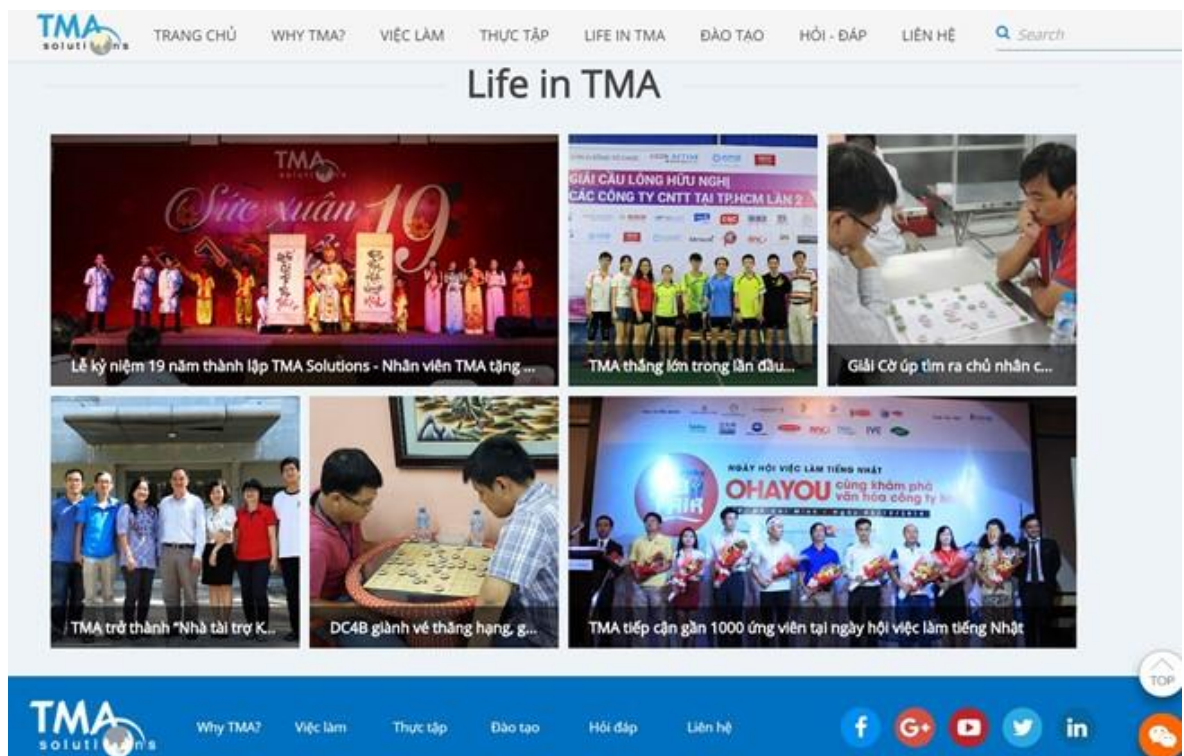 TMA
solutions
TRANG CHỦ
WHY TMA?
VIỆC LÀM
THỰC TẬP
LIFE IN TMA
ĐÀO TẠO
HỎI - ĐÁP
LIÊN HỆ
Search
Life in TMA
TMA
solutions
Sức xuân 19
Lễ kỷ niệm 19 năm thành lập TMA Solutions - Nhân viên TMA tặng ...
GIẢI CẦU LÔNG HỮU NGHỊ
CÁC CÔNG TY CNTT TẠI TP.HCM LẦN 2
TMA thắng lớn trong lần đầu...
Giải Cờ úp tìm ra chủ nhân c...
TMA trở thành "Nhà tài trợ K...
DC4B giành vé thăng hạng, g...
NGÀY HỘI VIỆC LÀM TIẾNG NHẬT
OHAYOU cùng khám phá
văn hóa công ty
TMA tiếp cận gần 1000 ứng viên tại ngày hội việc làm tiếng Nhật
TOP
TMA
solutions
Why TMA?
Việc làm
Thực tập
Đào tạo
Hỏi đáp
Liên hệ
f
G+
in